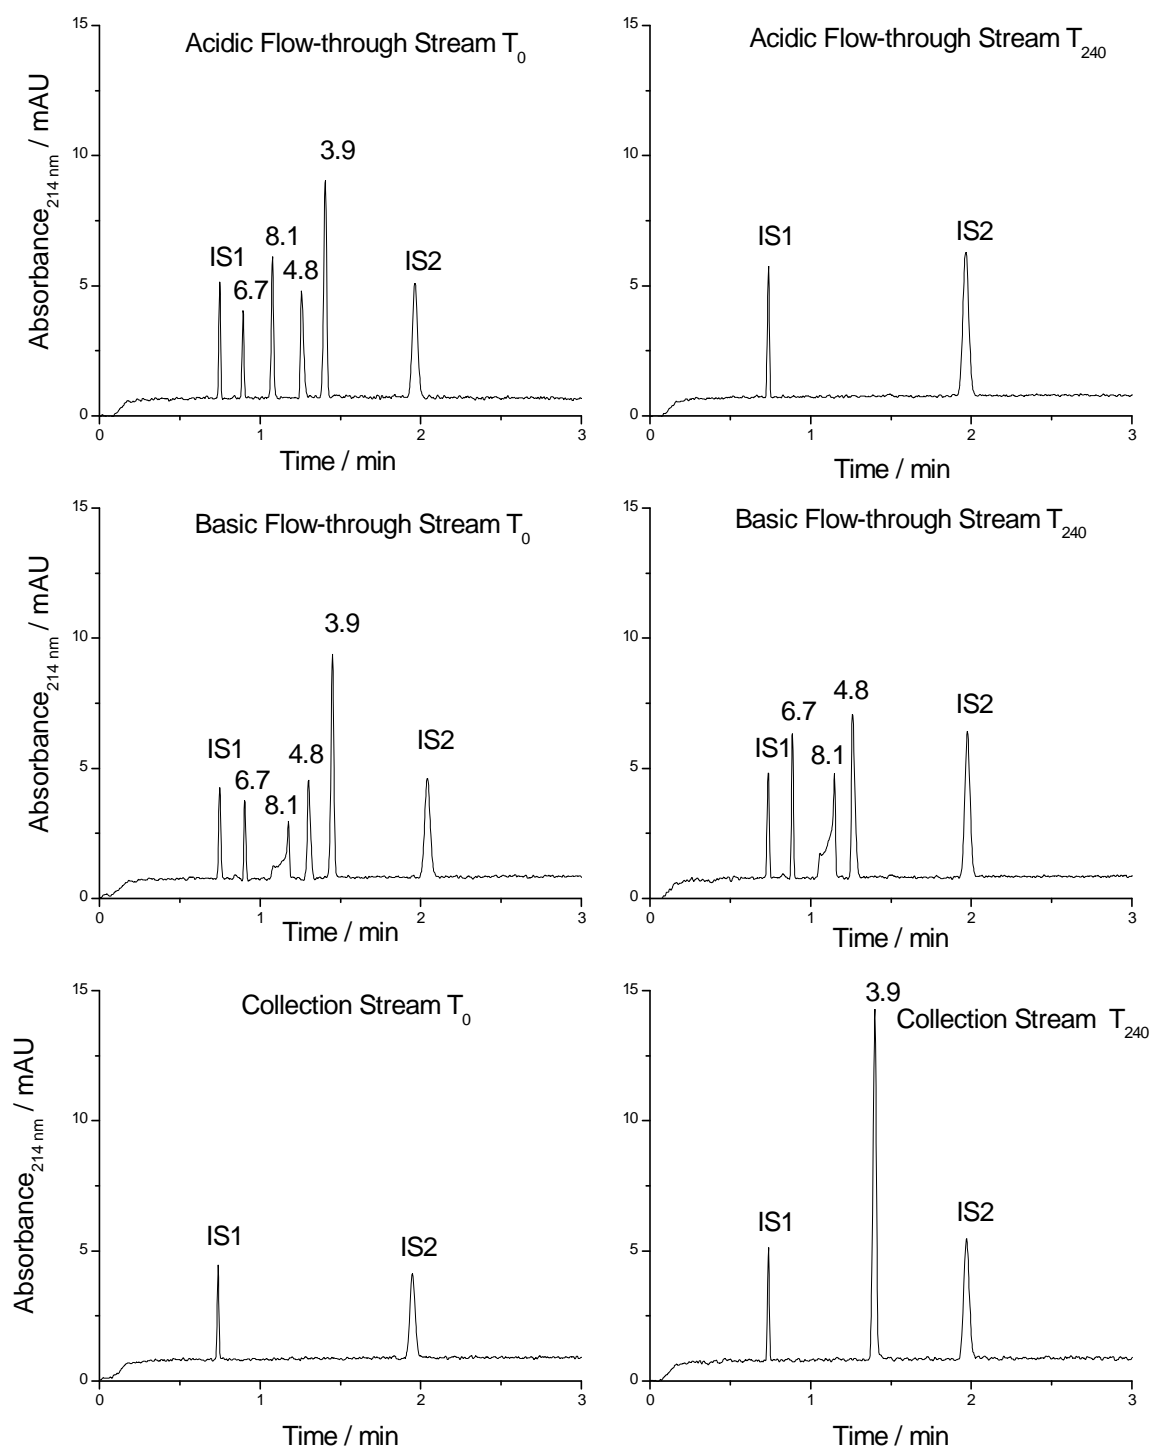 Acidic Flow-through Stream T0
Absorbance214 nm / mAU
15
10
5
0
IS1
6.7
8.1
4.8
3.9
IS2
0 1 2 3
Time / min
Acidic Flow-through Stream T240
15
10
5
0
IS1
IS2
0 1 2 3
Time / min
Basic Flow-through Stream T0
Absorbance214 nm / mAU
15
10
5
0
IS1
6.7
8.1
4.8
3.9
IS2
0 1 2 3
Time / min
Basic Flow-through Stream T240
15
10
5
0
IS1
6.7
8.1
4.8
IS2
0 1 2 3
Time / min
Collection Stream T0
Absorbance214 nm / mAU
15
10
5
0
IS1
IS2
0 1 2 3
Time / min
Collection Stream T240
15
10
5
0
IS1
3.9
IS2
0 1 2 3
Time / min